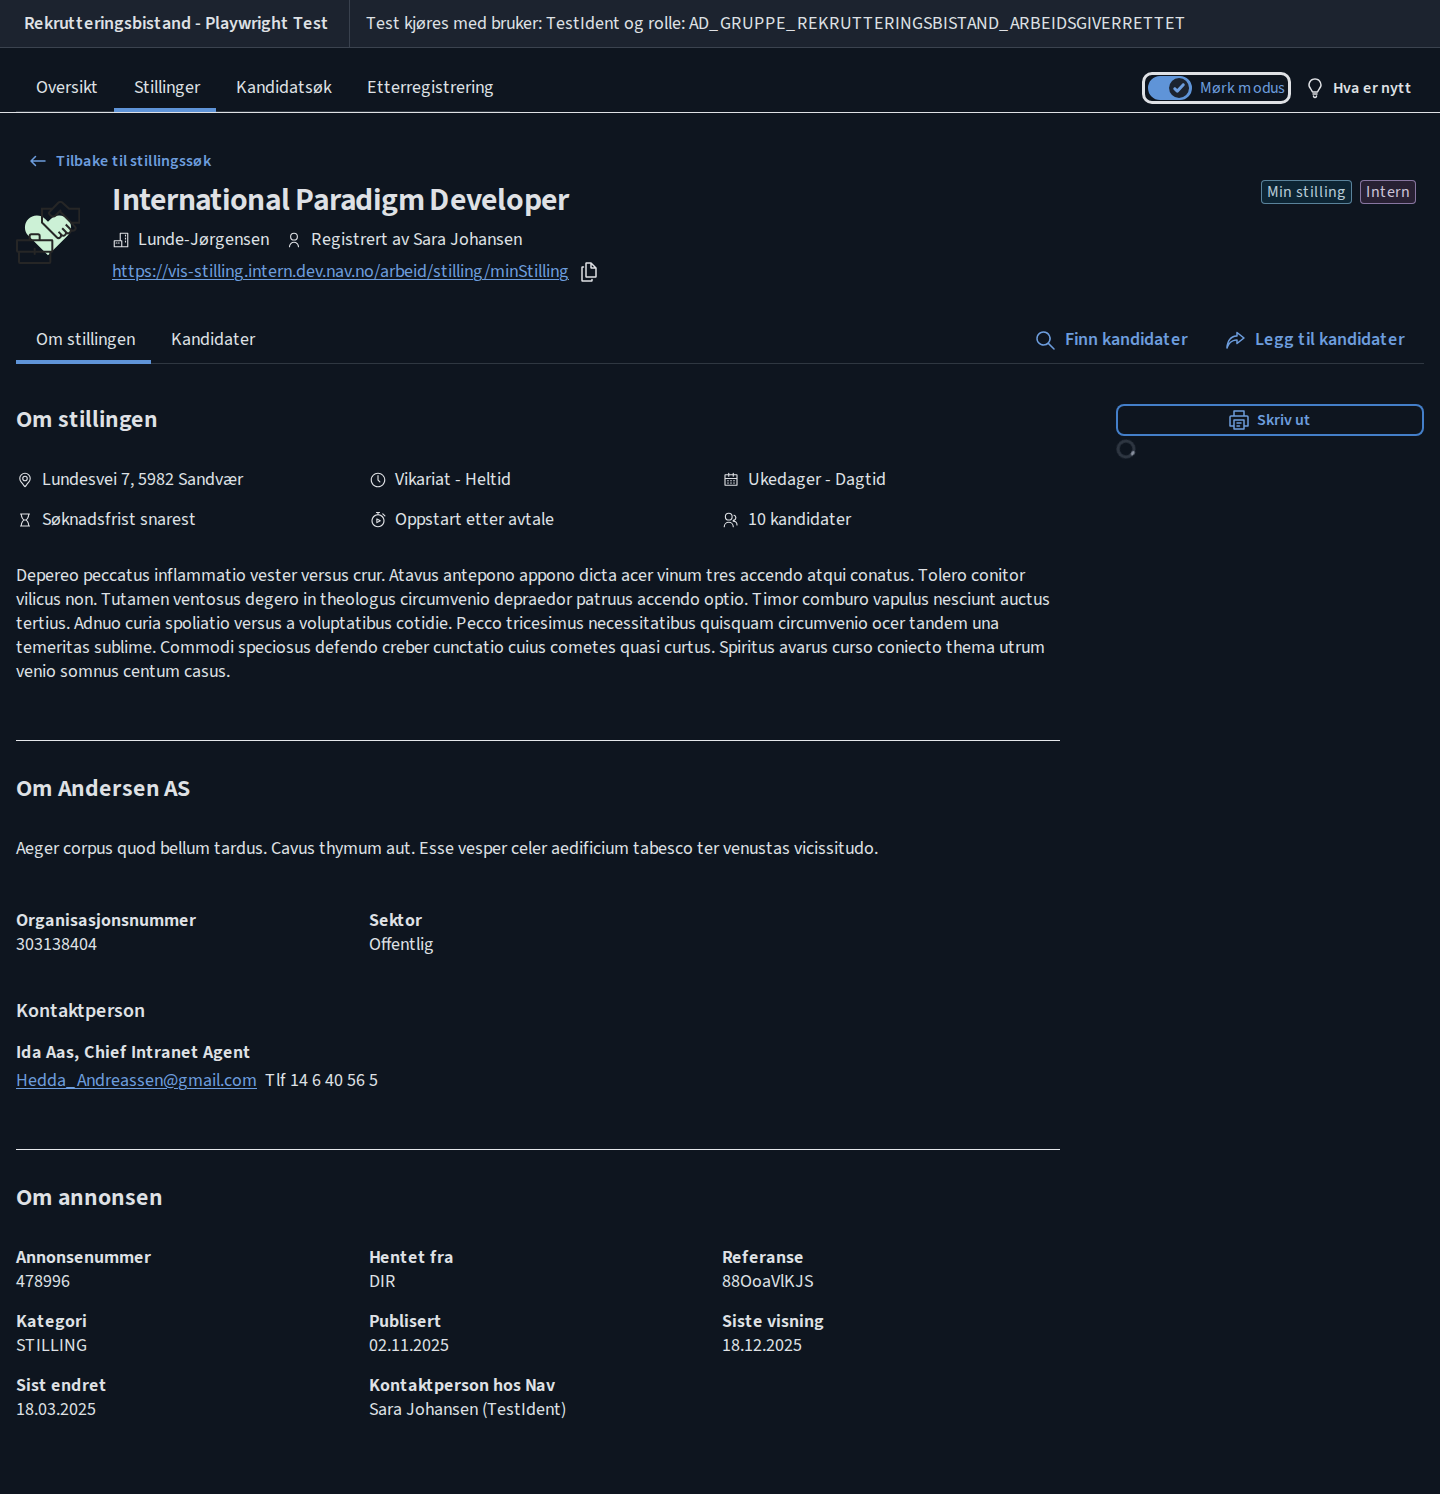 Rekrutteringsbistand - Playwright Test
Test kjøres med bruker: TestIdent og rolle: AD_GRUPPE_REKRUTTERINGSBISTAND_ARBEIDSGIVERRETTET
Oversikt
Stillinger
Kandidatsøk
Etterregistrering
Mørk modus
Hva er nytt
Tilbake til stillingssøk
International Paradigm Developer
Min stilling
Intern
Lunde-Jørgensen
Registrert av Sara Johansen
https://vis-stilling.intern.dev.nav.no/arbeid/stilling/minStilling
Om stillingen
Kandidater
Finn kandidater
Legg til kandidater
Om stillingen
Skriv ut
Lundesvei 7, 5982 Sandvær
Vikariat - Heltid
Ukedager - Dagtid
Søknadsfrist snarest
Oppstart etter avtale
10 kandidater
Depereo peccatus inflammatio vester versus crur. Atavus antepono appono dicta acer vinum tres accendo atqui conatus. Tolero conitor
vilicus non. Tutamen ventosus degero in theologus circumvenio depraedor patruus accendo optio. Timor comburo vapulus nesciunt auctus
tertius. Adnuo curia spoliatio versus a voluptatibus cotidie. Pecco tricesimus necessitatibus quisquam circumvenio ocer tandem una
temeritas sublime. Commodi speciosus defendo creber cunctatio cuius cometes quasi curtus. Spiritus avarus curso coniecto thema utrum
venio somnus centum casus.
Om Andersen AS
Aeger corpus quod bellum tardus. Cavus thymum aut. Esse vesper celer aedificium tabesco ter venustas vicissitudo.
Organisasjonsnummer
303138404
Sektor
Offentlig
Kontaktperson
Ida Aas, Chief Intranet Agent
Hedda_Andreassen@gmail.com Tlf 14 6 40 56 5
Om annonsen
Annonsenummer
478996
Hentet fra
DIR
Referanse
88OoaVlKJS
Kategori
STILLING
Publisert
02.11.2025
Siste visning
18.12.2025
Sist endret
18.03.2025
Kontaktperson hos Nav
Sara Johansen (TestIdent)